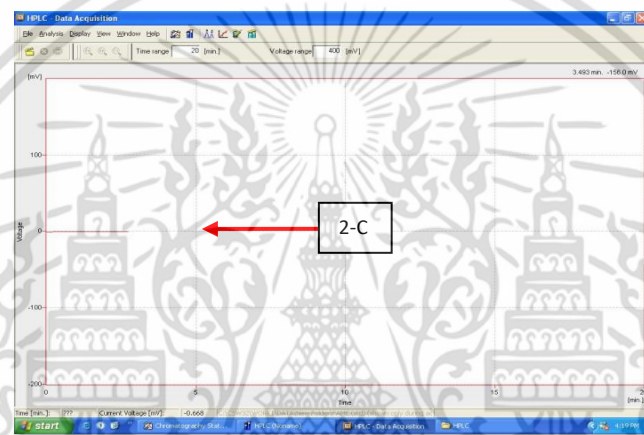 HPLC - Data Acquisition
File Analysis Display View Window Help
Time range 20 [min.] Voltage range 400 [mV]
[mV] 3.493 min. -156.0 mV
100
Voltage
0
2-C
-100
-200
0 5 10 15 20
Time [min.]
Time [min.]: ??? Current Voltage [mV]: -0.668
start Chromatography Stat... HPLC HPLC - Data Acquisition HPLC 4:19 PM